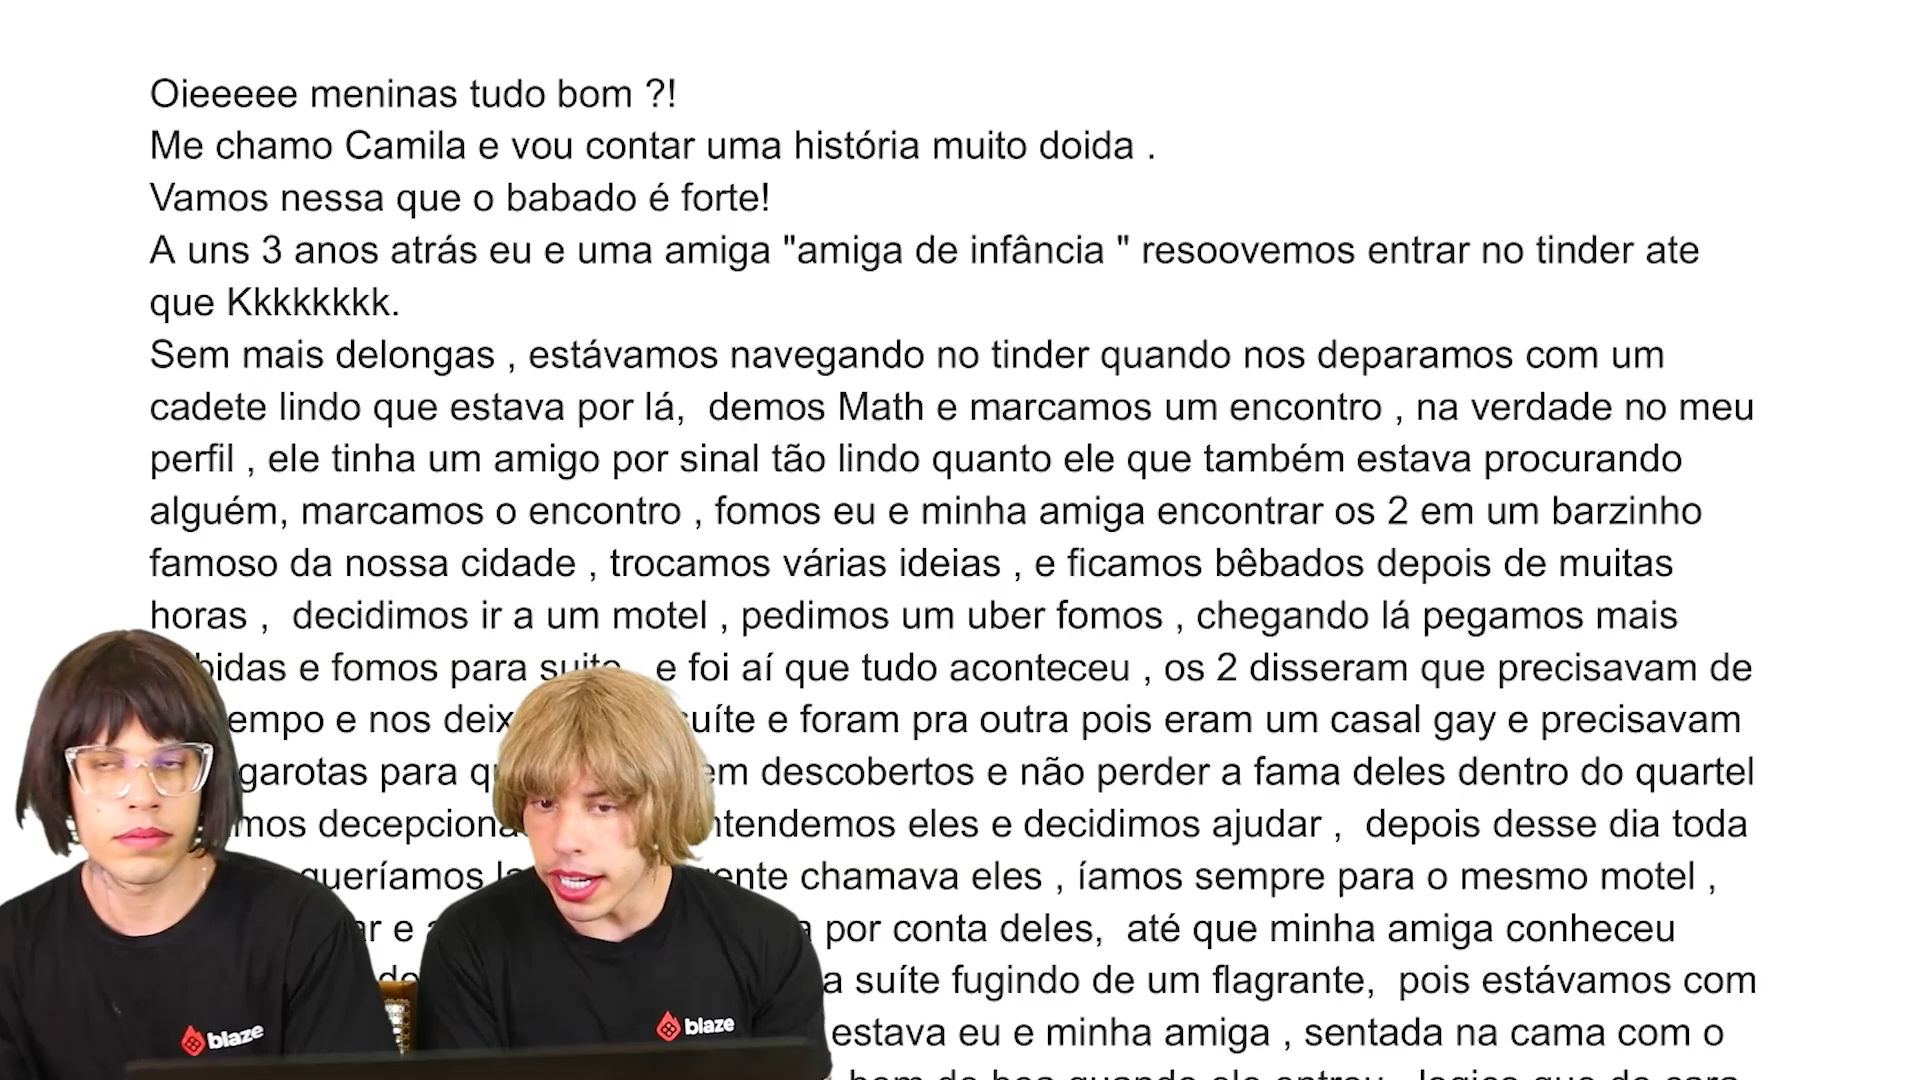 Oieeeee meninas tudo bom ?!
Me chamo Camila e vou contar uma história muito doida .
Vamos nessa que o babado é forte!
A uns 3 anos atrás eu e uma amiga "amiga de infância " resoovemos entrar no tinder ate
que Kkkkkkkk.
Sem mais delongas , estávamos navegando no tinder quando nos deparamos com um
cadete lindo que estava por lá,  demos Math e marcamos um encontro , na verdade no meu
perfil , ele tinha um amigo por sinal tão lindo quanto ele que também estava procurando
alguém, marcamos o encontro , fomos eu e minha amiga encontrar os 2 em um barzinho
famoso da nossa cidade , trocamos várias ideias , e ficamos bêbados depois de muitas
horas ,  decidimos ir a um motel , pedimos um uber fomos , chegando lá pegamos mais
e fomos para suite e foi aí que tudo aconteceu , os 2 disseram que precisavam de
e nos suíte e foram pra outra pois eram um casal gay e precisavam
garotas para descobertos e não perder a fama deles dentro do quartel
eles e decidimos ajudar ,  depois desse dia toda
queríamos chamava eles , íamos sempre para o mesmo motel ,
e por conta deles,  até que minha amiga conheceu
suíte fugindo de um flagrante,  pois estávamos com
estava eu e minha amiga , sentada na cama com o
blaze
blaze